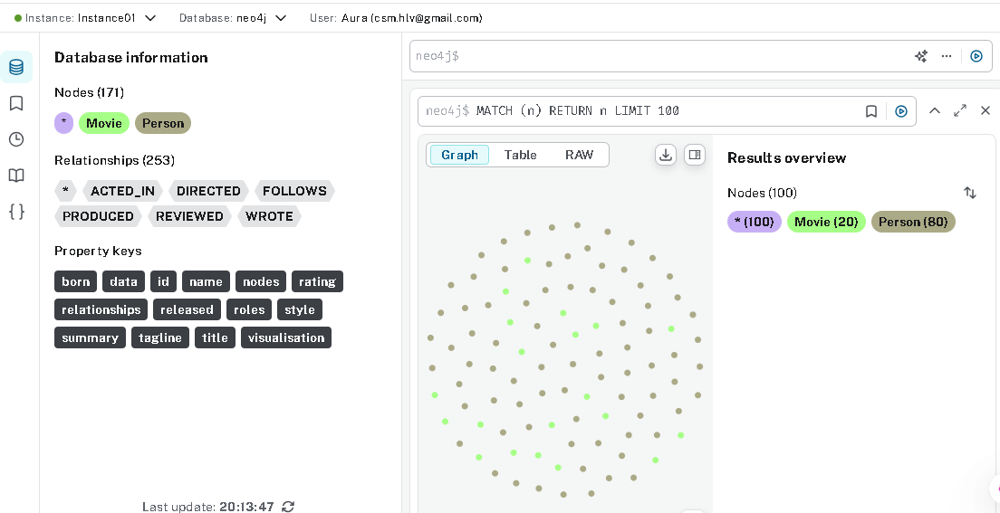 Instance: Instance01 Database: neo4j User: Aura (csm.hlv@gmail.com)
Database information
Nodes (171)
* Movie Person
Relationships (253)
* ACTED_IN DIRECTED FOLLOWS
PRODUCED REVIEWED WROTE
Property keys
born data id name nodes rating
relationships released roles style
summary tagline title visualisation
Last update: 20:13:47
neo4j$
neo4j$ MATCH (n) RETURN n LIMIT 100
Graph Table RAW
Results overview
Nodes (100)
* (100) Movie (20) Person (80)